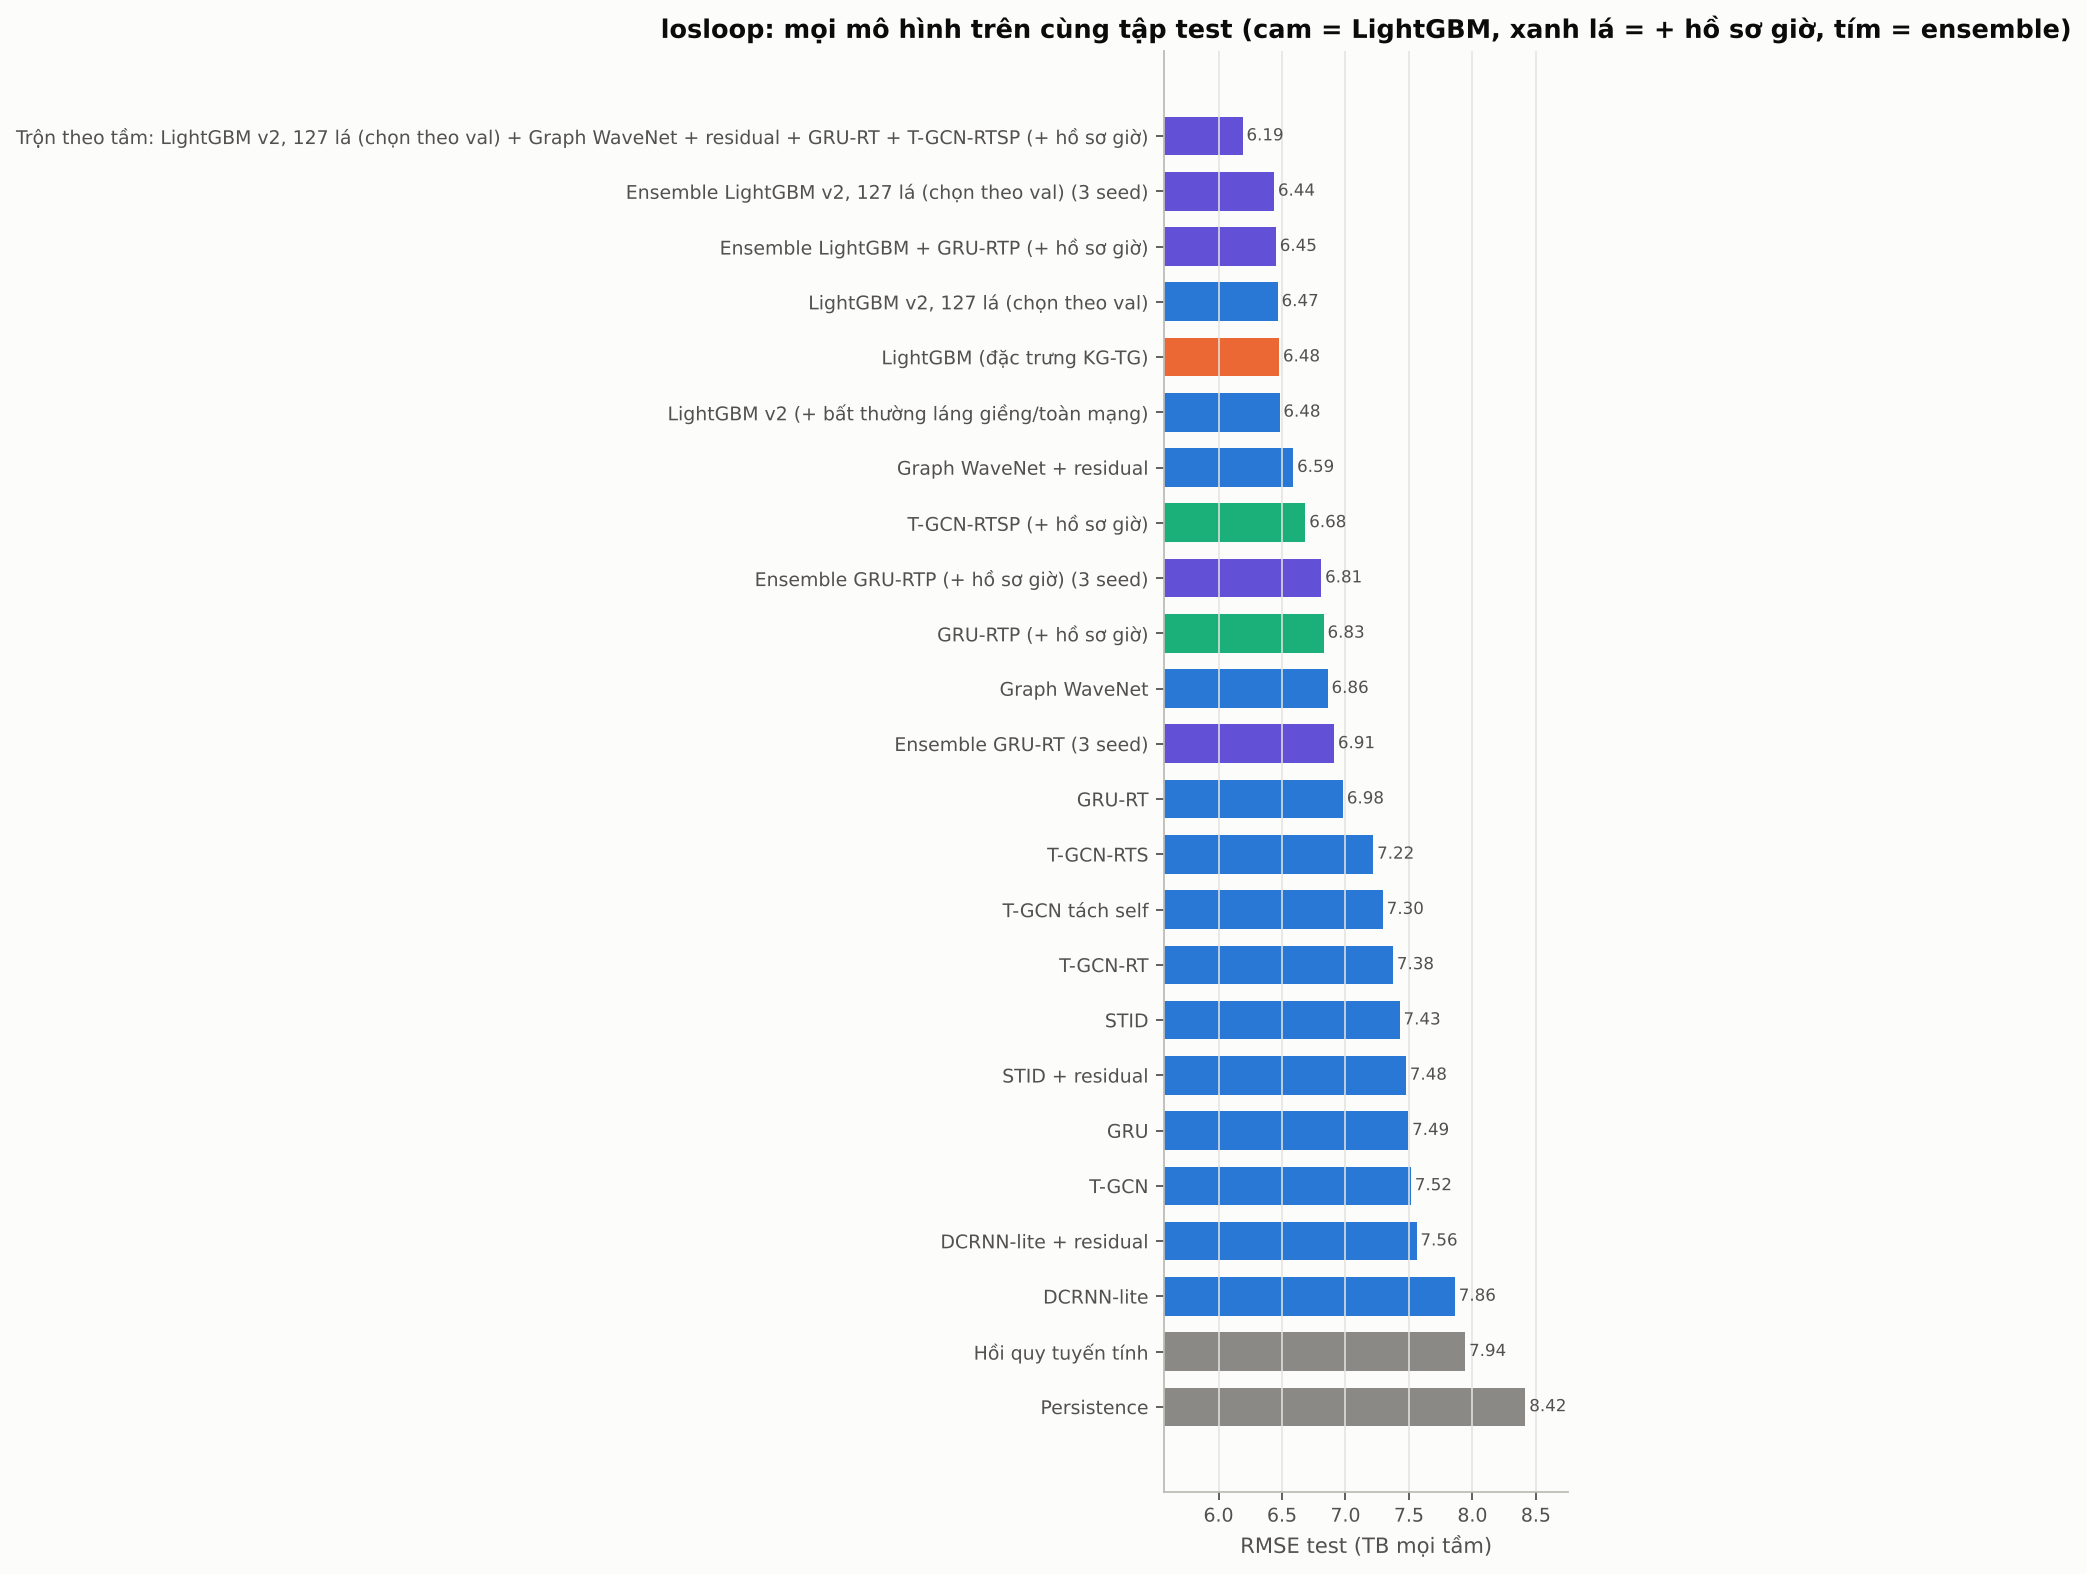 losloop: mọi mô hình trên cùng tập test (cam = LightGBM, xanh lá = + hồ sơ giờ, tím = ensemble)
Trộn theo tầm: LightGBM v2, 127 lá (chọn theo val) + Graph WaveNet + residual + GRU-RT + T-GCN-RTSP (+ hồ sơ giờ) 6.19
Ensemble LightGBM v2, 127 lá (chọn theo val) (3 seed) 6.44
Ensemble LightGBM + GRU-RTP (+ hồ sơ giờ) 6.45
LightGBM v2, 127 lá (chọn theo val) 6.47
LightGBM (đặc trưng KG-TG) 6.48
LightGBM v2 (+ bất thường láng giềng/toàn mạng) 6.48
Graph WaveNet + residual 6.59
T-GCN-RTSP (+ hồ sơ giờ) 6.68
Ensemble GRU-RTP (+ hồ sơ giờ) (3 seed) 6.81
GRU-RTP (+ hồ sơ giờ) 6.83
Graph WaveNet 6.86
Ensemble GRU-RT (3 seed) 6.91
GRU-RT 6.98
T-GCN-RTS 7.22
T-GCN tách self 7.30
T-GCN-RT 7.38
STID 7.43
STID + residual 7.48
GRU 7.49
T-GCN 7.52
DCRNN-lite + residual 7.56
DCRNN-lite 7.86
Hồi quy tuyến tính 7.94
Persistence 8.42
6.0 6.5 7.0 7.5 8.0 8.5
RMSE test (TB mọi tầm)